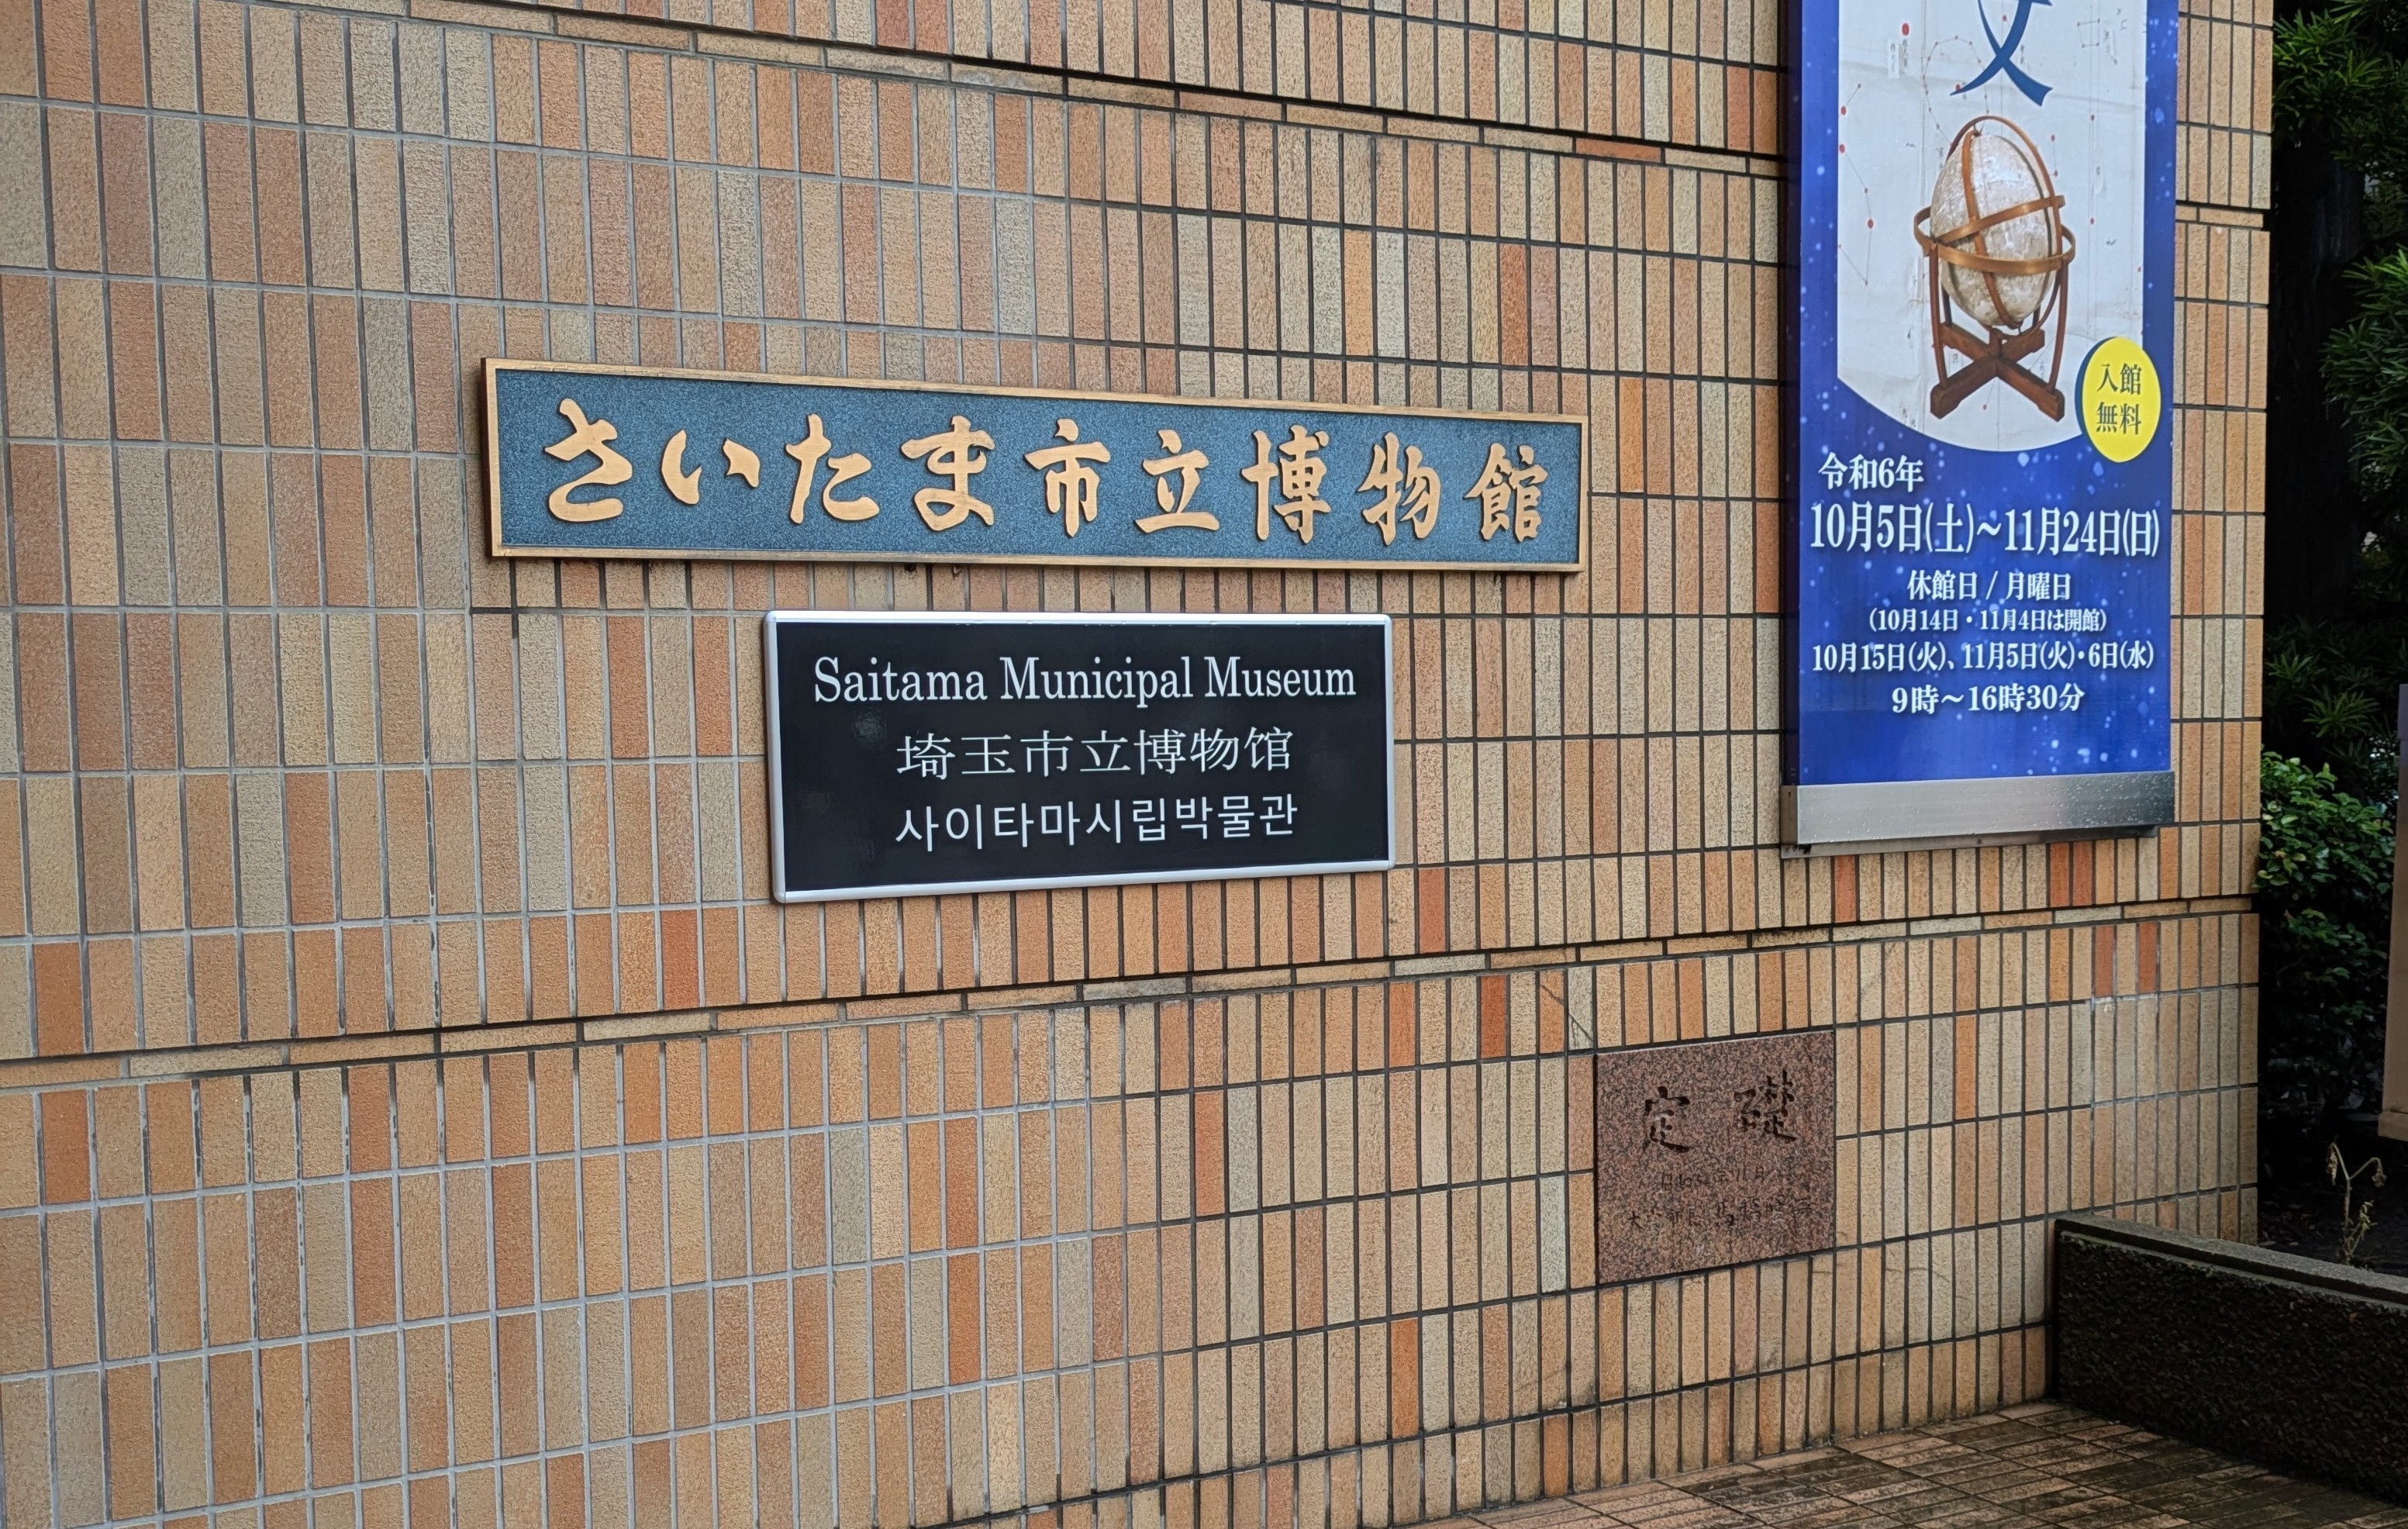 さいたま市立博物館
Saitama Municipal Museum
埼玉市立博物馆
사이타마시립박물관
文
入館
無料
令和6年
10月5日(土)~11月24日(日)
休館日 / 月曜日
(10月14日・11月4日は開館)
10月15日(火)、11月5日(火)・6日(水)
9時~16時30分
定礎